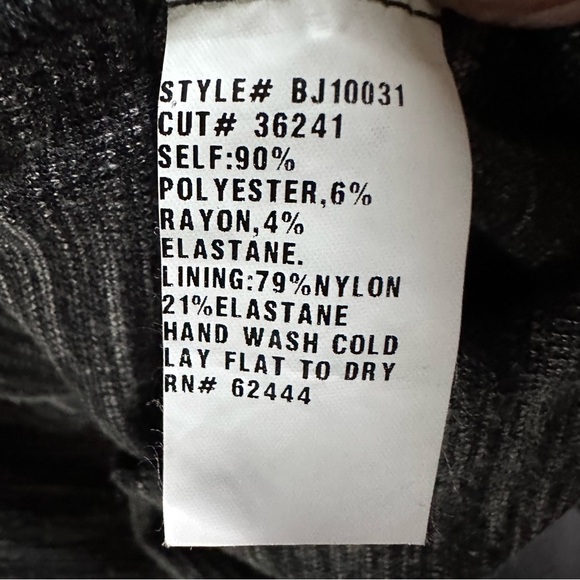 STYLE# BJ10031
CUT# 36241
SELF:90%
POLYESTER,6%
RAYON,4%
ELASTANE.
LINING:79%NYLON
21%ELASTANE
HAND WASH COLD
LAY FLAT TO DRY
RN# 62444